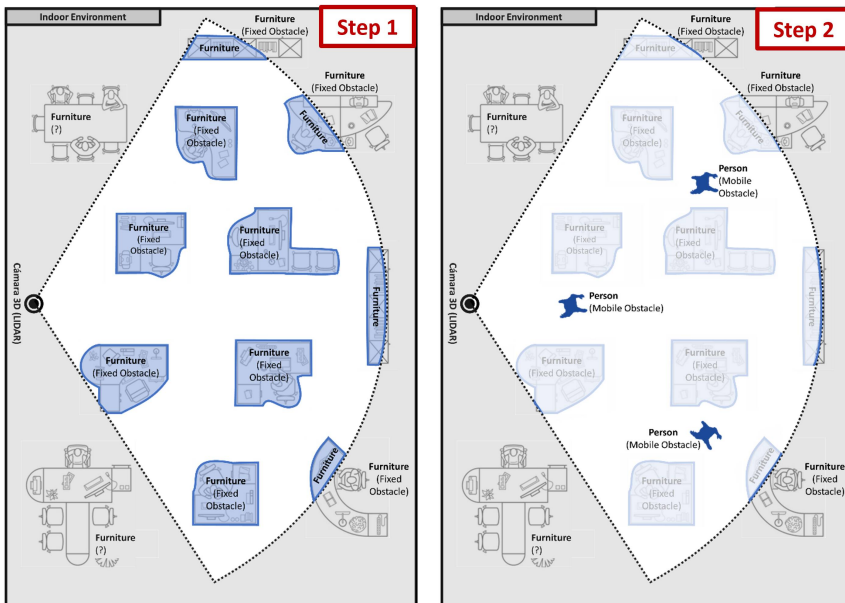 Indoor Environment
Step 1
Furniture
(Fixed Obstacle)
Furniture
Furniture
(Fixed Obstacle)
Furniture
Furniture
(?)
Furniture
(Fixed
Obstacle)
Furniture
(Fixed
Obstacle)
Furniture
(Fixed
Obstacle)
Furniture
Cámara 3D (LIDAR)
Furniture
(Fixed Obstacle)
Furniture
(Fixed
Obstacle)
Furniture
(Fixed
Obstacle)
Furniture
Furniture
(Fixed
Obstacle)
Furniture
(?)
Indoor Environment
Step 2
Furniture
(Fixed Obstacle)
Furniture
Furniture
(Fixed Obstacle)
Furniture
Furniture
(?)
Furniture
(Fixed
Obstacle)
Person
(Mobile
Obstacle)
Furniture
(Fixed
Obstacle)
Furniture
(Fixed
Obstacle)
Furniture
Cámara 3D (LIDAR)
Person
(Mobile Obstacle)
Furniture
(Fixed Obstacle)
Furniture
(Fixed
Obstacle)
Person
(Mobile Obstacle)
Furniture
(Fixed
Obstacle)
Furniture
Furniture
(Fixed
Obstacle)
Furniture
(?)